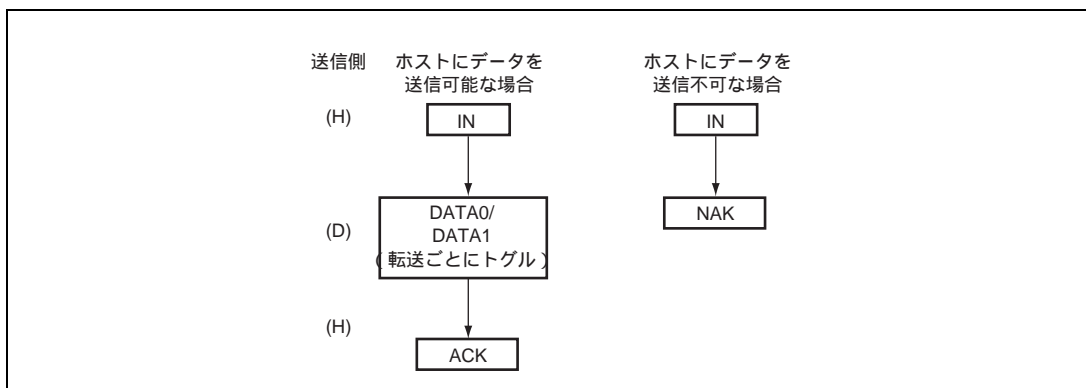 送信側 ホストにデータを ホストにデータを
送信可能な場合 送信不可な場合
(H) IN IN
(D) DATA0/ NAK
DATA1
(転送ごとにトグル)
(H) ACK